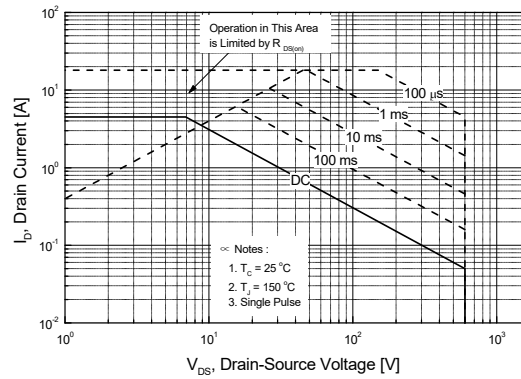 10²
Operation in This Area
is Limited by R DS(on)
10¹
100 μs
1 ms
10 ms
100 ms
10⁰
DC
I_D, Drain Current [A]
10⁻¹
∝ Notes :
1. T_C = 25 °C
2. T_J = 150 °C
3. Single Pulse
10⁻²
10⁰ 10¹ 10² 10³
V_DS, Drain-Source Voltage [V]